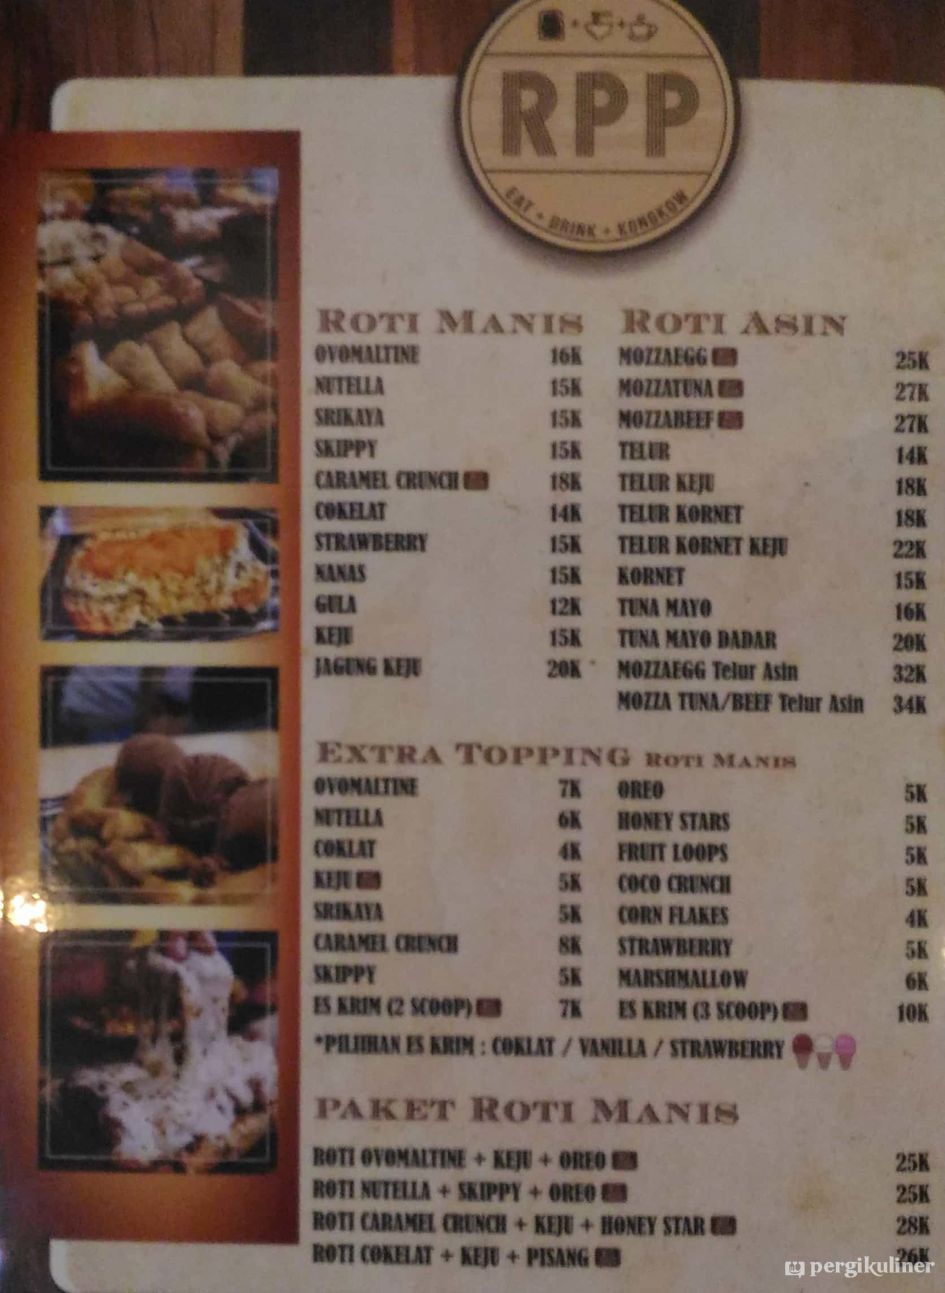 RPP
EAT + DRINK + KONGKOW
ROTI MANIS
OVOMALTINE 16K
NUTELLA 15K
SRIKAYA 15K
SKIPPY 15K
CARAMEL CRUNCH 18K
COKELAT 14K
STRAWBERRY 15K
NANAS 15K
GULA 12K
KEJU 15K
JAGUNG KEJU 20K
ROTI ASIN
MOZZAEGG 25K
MOZZATUNA 27K
MOZZABEEF 27K
TELUR 14K
TELUR KEJU 18K
TELUR KORNET 18K
TELUR KORNET KEJU 22K
KORNET 15K
TUNA MAYO 16K
TUNA MAYO DADAR 20K
MOZZAEGG Telur Asin 32K
MOZZA TUNA/BEEF Telur Asin 34K
EXTRA TOPPING ROTI MANIS
OVOMALTINE 7K
NUTELLA 6K
COKLAT 4K
KEJU 5K
SRIKAYA 5K
CARAMEL CRUNCH 8K
SKIPPY 5K
ES KRIM (2 SCOOP) 7K
OREO 5K
HONEY STARS 5K
FRUIT LOOPS 5K
COCO CRUNCH 5K
CORN FLAKES 4K
STRAWBERRY 5K
MARSHMALLOW 6K
ES KRIM (3 SCOOP) 10K
*PILIHAN ES KRIM : COKLAT / VANILLA / STRAWBERRY
PAKET ROTI MANIS
ROTI OVOMALTINE + KEJU + OREO 25K
ROTI NUTELLA + SKIPPY + OREO 25K
ROTI CARAMEL CRUNCH + KEJU + HONEY STAR 28K
ROTI COKELAT + KEJU + PISANG 26K
pergikuliner